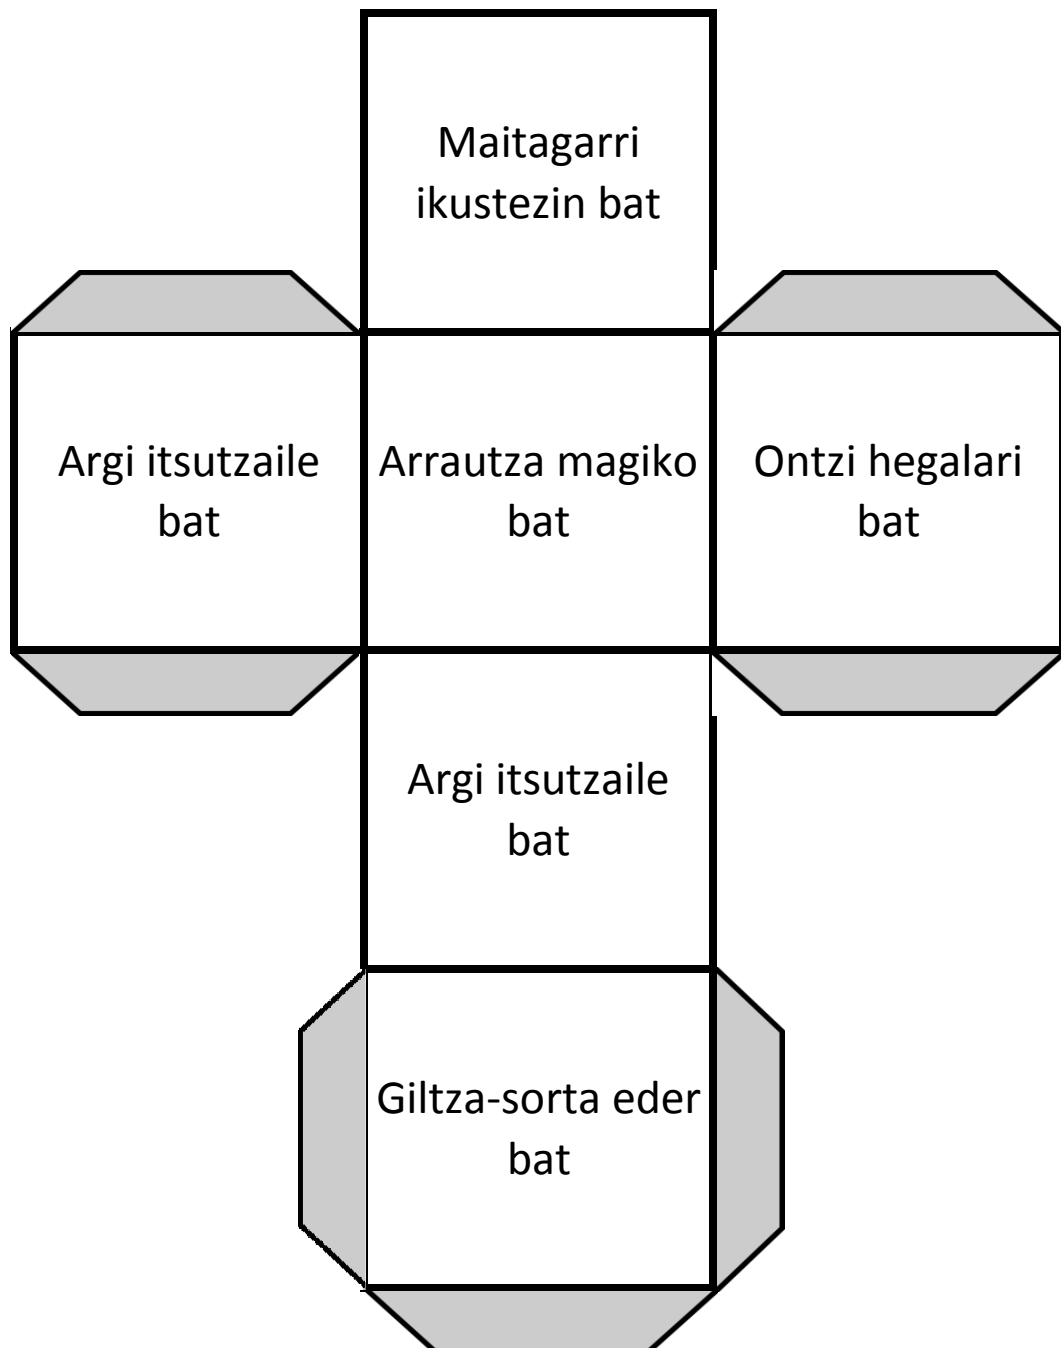 Maitagarri
ikustezin bat
Argi itsutzaile
bat
Arrautza magiko
bat
Ontzi hegalari
bat
Argi itsutzaile
bat
Giltza-sorta eder
bat